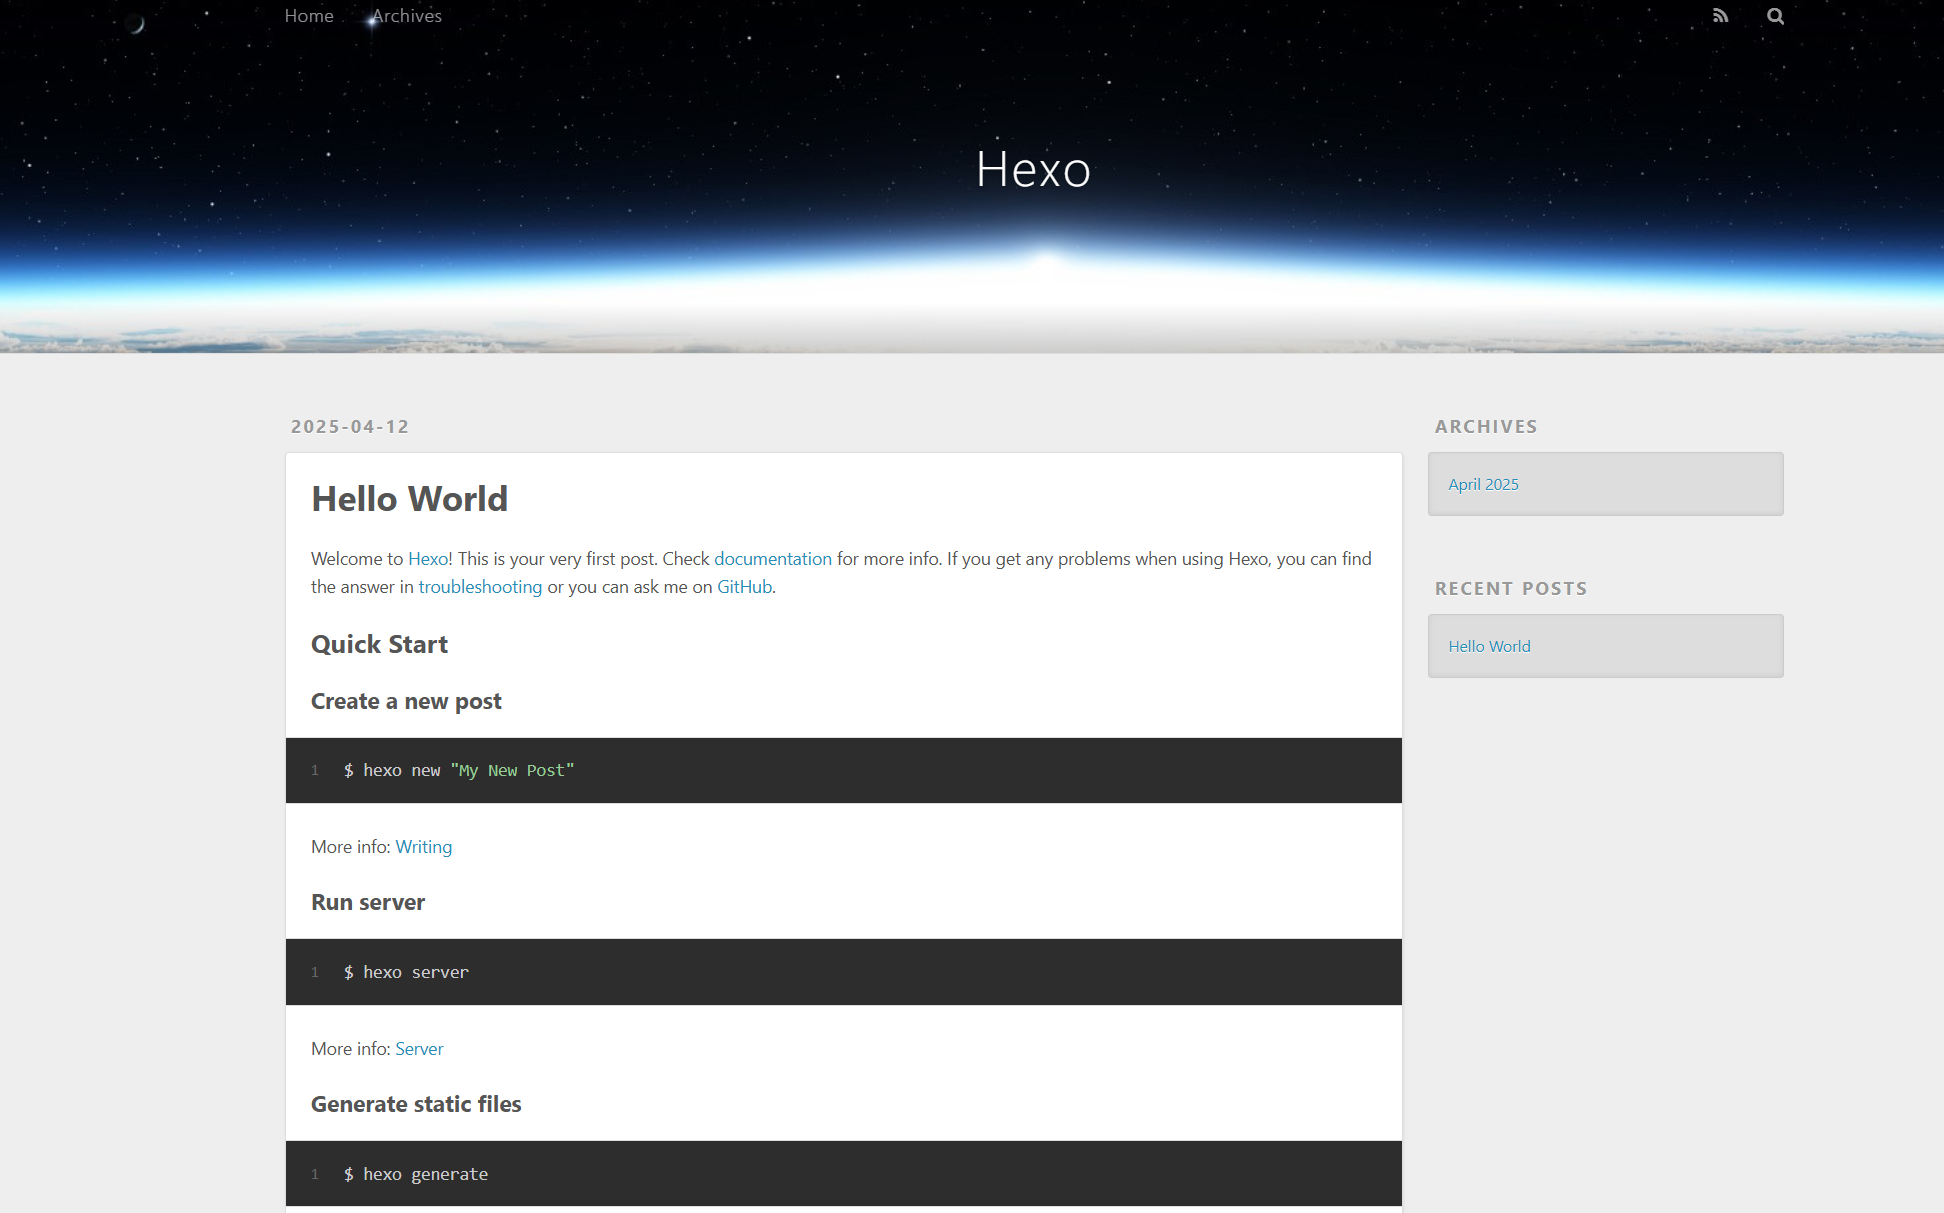 Home Archives
Hexo
2025-04-12
Hello World
Welcome to Hexo! This is your very first post. Check documentation for more info. If you get any problems when using Hexo, you can find
the answer in troubleshooting or you can ask me on GitHub.
Quick Start
Create a new post
1 $ hexo new "My New Post"
More info: Writing
Run server
1 $ hexo server
More info: Server
Generate static files
1 $ hexo generate
ARCHIVES
April 2025
RECENT POSTS
Hello World